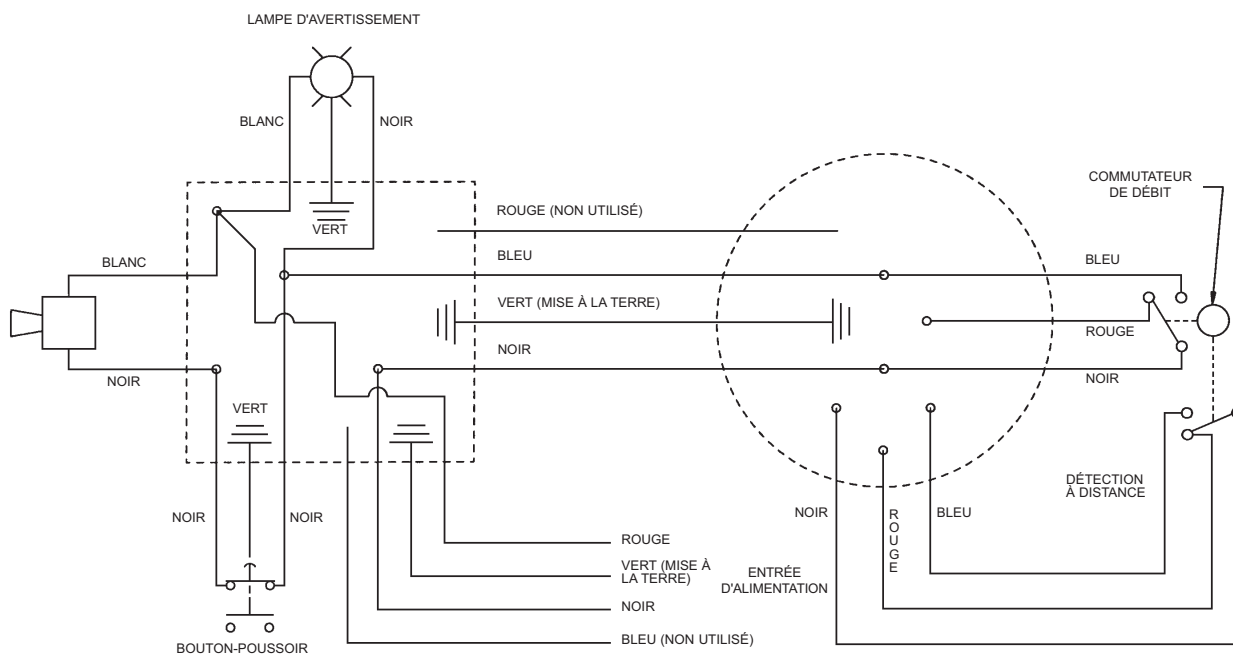 LAMPE D'AVERTISSEMENT
BLANC
NOIR
VERT
BLANC
NOIR
VERT
NOIR
NOIR
BOUTON-POUSSOIR
ROUGE (NON UTILISÉ)
BLEU
VERT (MISE À LA TERRE)
NOIR
ROUGE
VERT (MISE À
LA TERRE)
NOIR
BLEU (NON UTILISÉ)
ENTRÉE
D'ALIMENTATION
COMMUTATEUR
DE DÉBIT
BLEU
ROUGE
NOIR
DÉTECTION
À DISTANCE
NOIR
ROUGE
BLEU